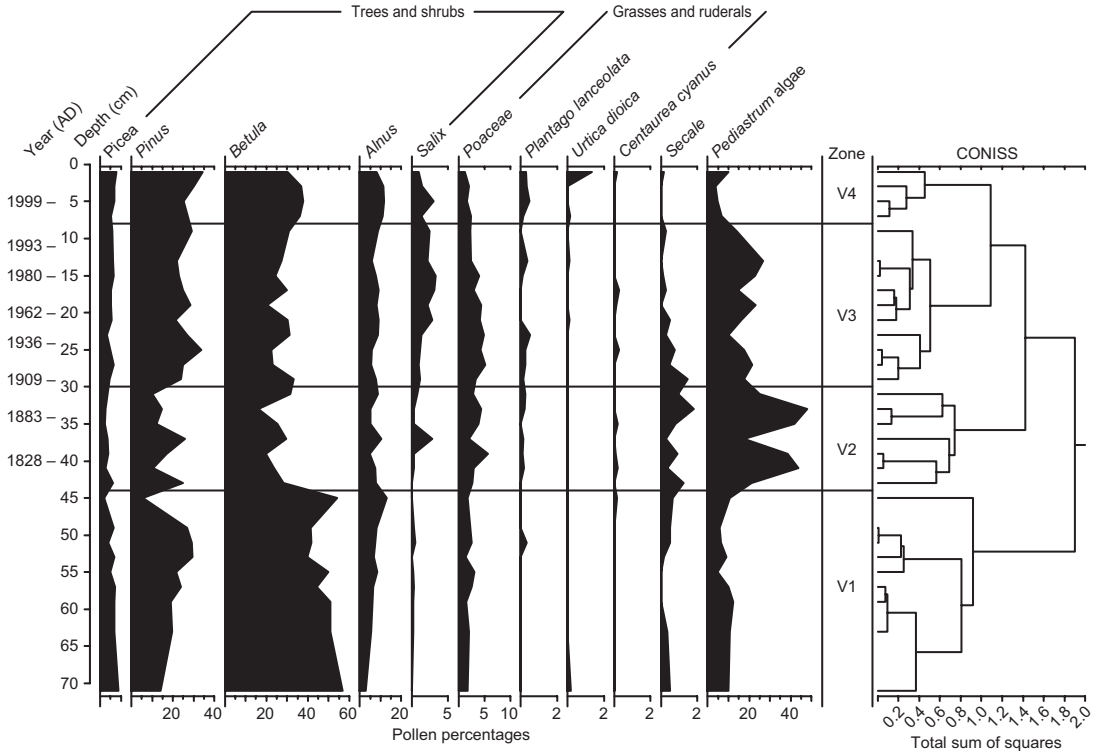 Trees and shrubs
Grasses and ruderals
Year (AD)
Depth (cm)
Picea
Pinus
Betula
Alnus
Salix
Poaceae
Plantago lanceolata
Urtica dioica
Centaurea cyanus
Secale
Pediastrum algae
Zone
CONISS
0
1999 – 5
1993 – 10
1980 – 15
1962 – 20
1936 – 25
1909 – 30
1883 – 35
1828 – 40
45
50
55
60
65
70
V4
V3
V2
V1
20 40 20 40 60 20 5 5 10 2 2 2 2 20 40
0.2 0.4 0.6 0.8 1.0 1.2 1.4 1.6 1.8 2.0
Pollen percentages
Total sum of squares